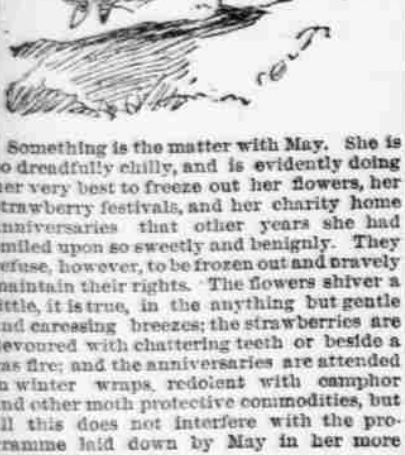 Something is the matter with May. She is
o dreadfully chilly, and is evidently doing
er very best to freeze out her flowers, her
trawberry festivals, and her charity home
nniversaries that other years she had
miled upon so sweetly and benignly. They
efuse, however, to be frozen out and bravely
maintain their rights. The flowers shiver a
ittle, it is true, in the anything but gentle
nd caressing breezes; the strawberries are
evoured with chattering teeth or beside a
as fire; and the anniversaries are attended
n winter wraps, redolent with camphor
nd other moth protective commodities, but
ll this does not interfere with the pro-
ramme laid down by May in her more